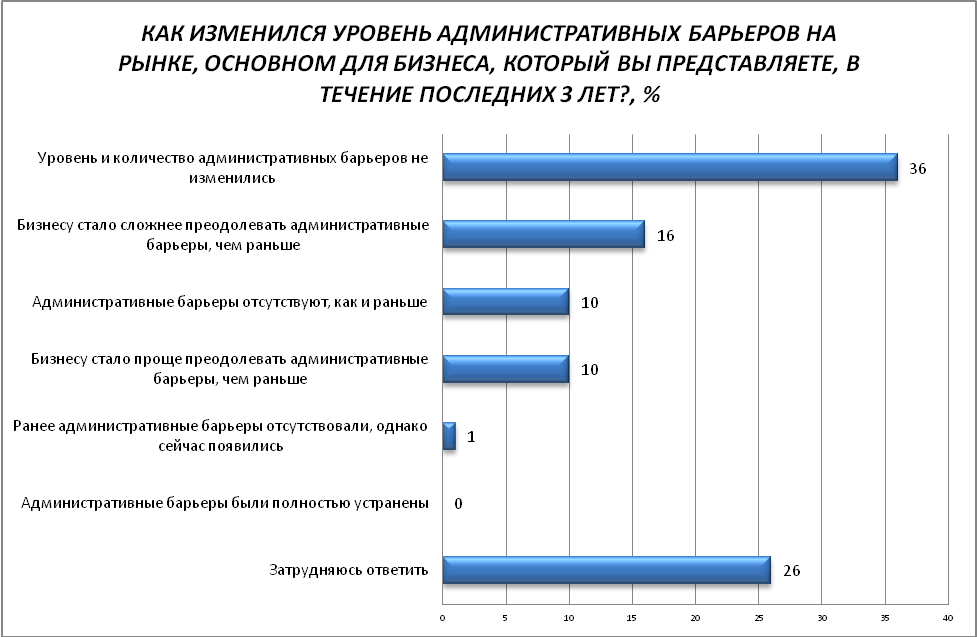 КАК ИЗМЕНИЛСЯ УРОВЕНЬ АДМИНИСТРАТИВНЫХ БАРЬЕРОВ НА
РЫНКЕ, ОСНОВНОМ ДЛЯ БИЗНЕСА, КОТОРЫЙ ВЫ ПРЕДСТАВЛЯЕТЕ, В
ТЕЧЕНИЕ ПОСЛЕДНИХ 3 ЛЕТ?, %
Уровень и количество административных барьеров не
изменились
36
Бизнесу стало сложнее преодолевать административные
барьеры, чем раньше
16
Административные барьеры отсутствуют, как и раньше
10
Бизнесу стало проще преодолевать административные
барьеры, чем раньше
10
Ранее административные барьеры отсутствовали, однако
сейчас появились
1
Административные барьеры были полностью устранены
0
Затрудняюсь ответить
26
0 5 10 15 20 25 30 35 40